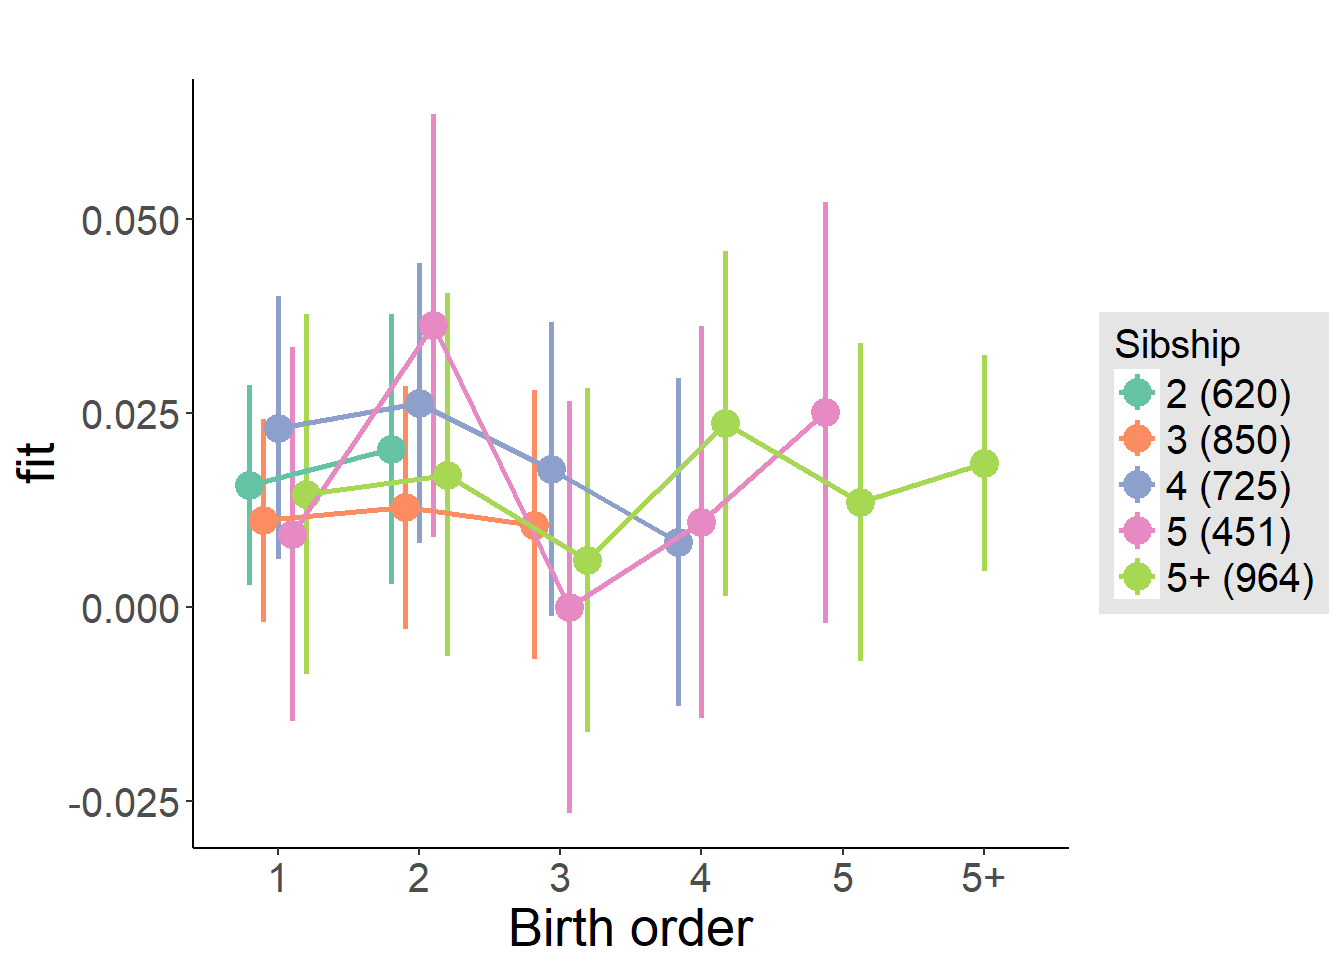 0.050
0.025
0.000
-0.025
fit
1 2 3 4 5 5+
Birth order
Sibship
2 (620)
3 (850)
4 (725)
5 (451)
5+ (964)